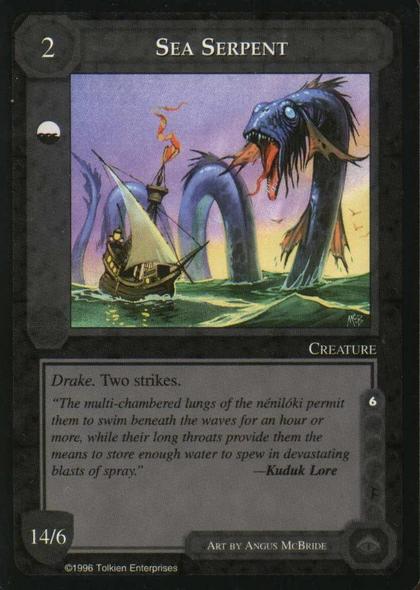 2
SEA SERPENT
McB
CREATURE
Drake. Two strikes.
"The multi-chambered lungs of the nénilóki permit
them to swim beneath the waves for an hour or
more, while their long throats provide them the
means to store enough water to spew in devastating
blasts of spray." —Kuduk Lore
6
14/6
ART BY ANGUS MCBRIDE
©1996 Tolkien Enterprises